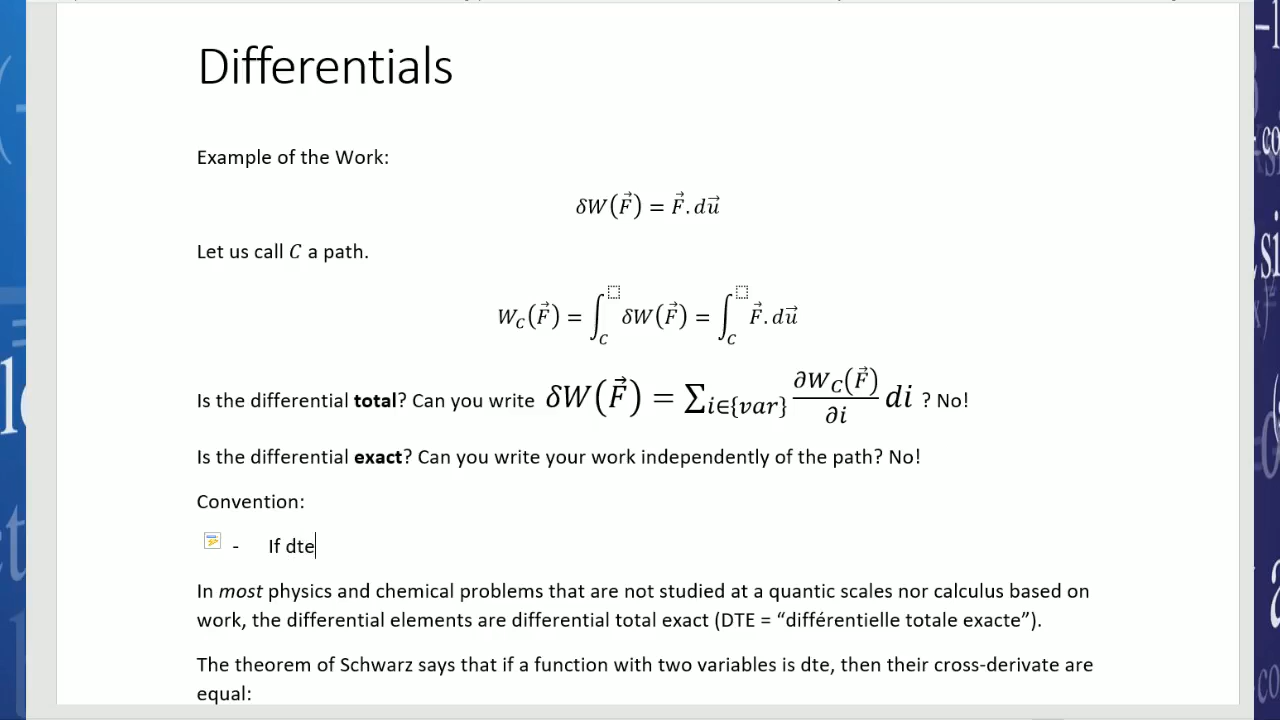 Differentials
Example of the Work:
δW(F⃗) = F⃗. du⃗
Let us call C a path.
W_C(F⃗) = ∫_C δW(F⃗) = ∫_C F⃗. du⃗
Is the differential total? Can you write δW(F⃗) = ∑_{i∈{var}} ∂W_C(F⃗)/∂i di ? No!
Is the differential exact? Can you write your work independently of the path? No!
Convention:
- If dte
In most physics and chemical problems that are not studied at a quantic scales nor calculus based on
work, the differential elements are differential total exact (DTE = “différentielle totale exacte”).
The theorem of Schwarz says that if a function with two variables is dte, then their cross-derivate are
equal: